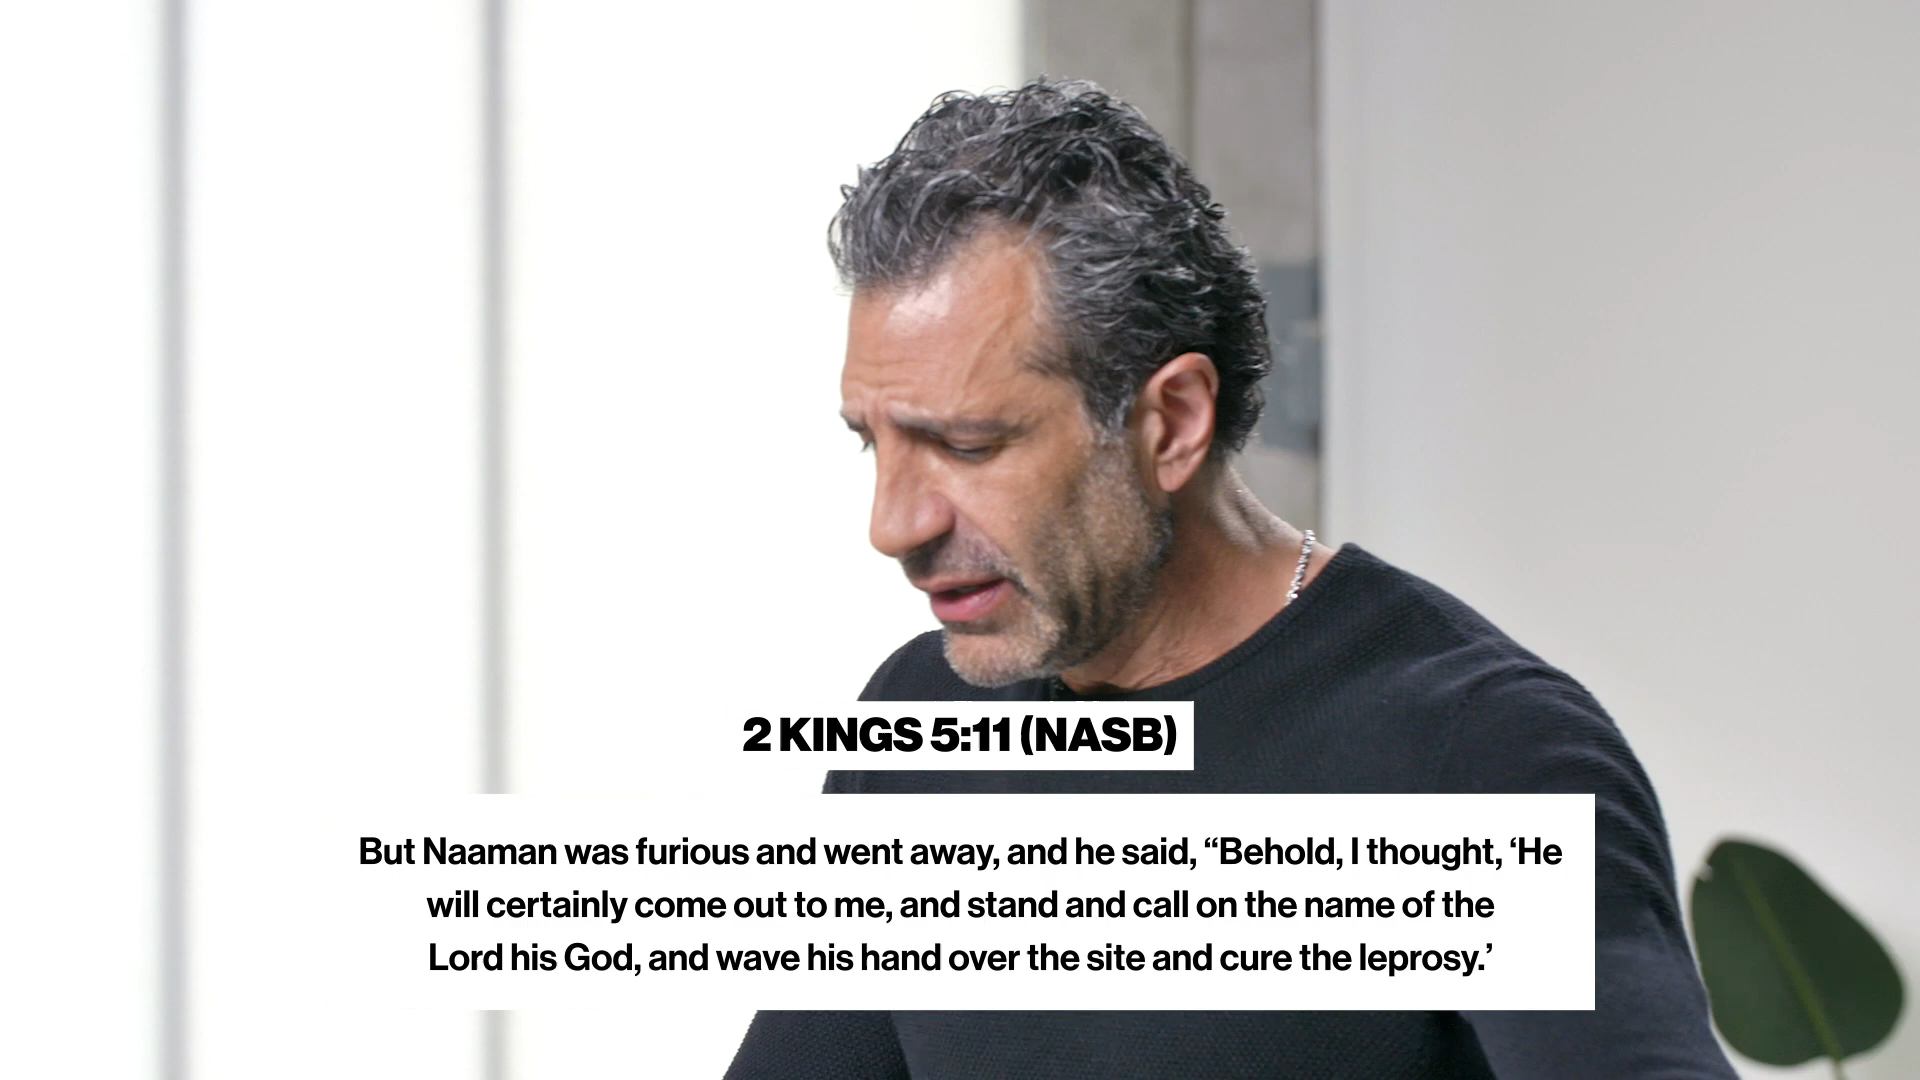 2 KINGS 5:11 (NASB)
But Naaman was furious and went away, and he said, “Behold, I thought, ‘He
will certainly come out to me, and stand and call on the name of the
Lord his God, and wave his hand over the site and cure the leprosy.’